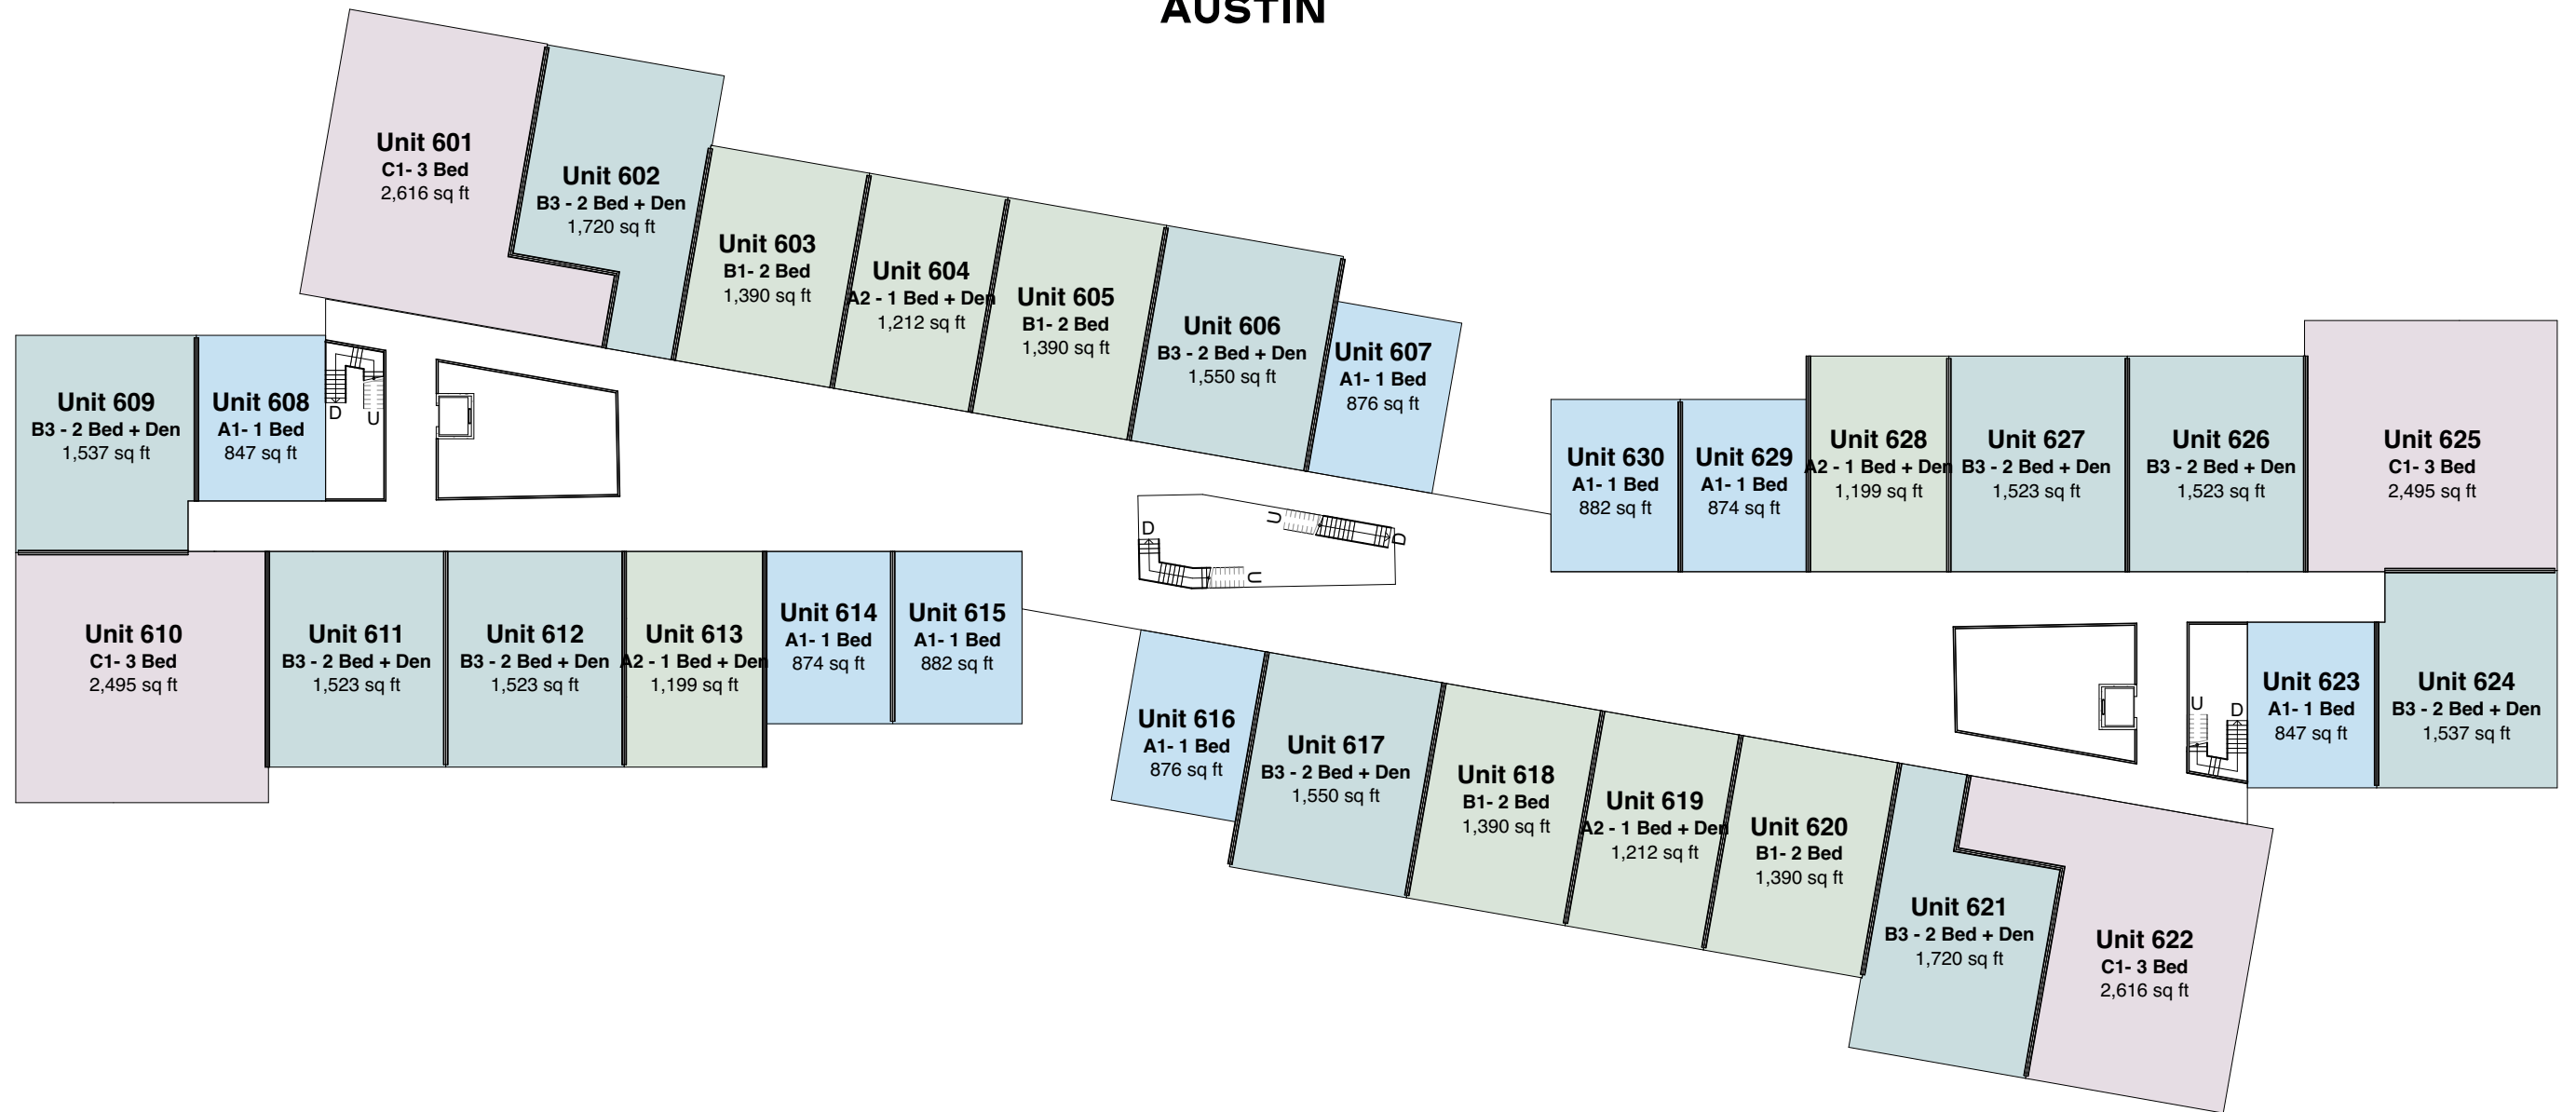 AUSTIN
Unit 601
C1- 3 Bed
2,616 sq ft
Unit 602
B3 - 2 Bed + Den
1,720 sq ft
Unit 603
B1- 2 Bed
1,390 sq ft
Unit 604
A2 - 1 Bed + Den
1,212 sq ft
Unit 605
B1- 2 Bed
1,390 sq ft
Unit 606
B3 - 2 Bed + Den
1,550 sq ft
Unit 607
A1- 1 Bed
876 sq ft
Unit 609
B3 - 2 Bed + Den
1,537 sq ft
Unit 608
A1- 1 Bed
847 sq ft
D
U
Unit 630
A1- 1 Bed
882 sq ft
Unit 629
A1- 1 Bed
874 sq ft
Unit 628
A2 - 1 Bed + Den
1,199 sq ft
Unit 627
B3 - 2 Bed + Den
1,523 sq ft
Unit 626
B3 - 2 Bed + Den
1,523 sq ft
Unit 625
C1- 3 Bed
2,495 sq ft
D
U
U
D
Unit 610
C1- 3 Bed
2,495 sq ft
Unit 611
B3 - 2 Bed + Den
1,523 sq ft
Unit 612
B3 - 2 Bed + Den
1,523 sq ft
Unit 613
A2 - 1 Bed + Den
1,199 sq ft
Unit 614
A1- 1 Bed
874 sq ft
Unit 615
A1- 1 Bed
882 sq ft
Unit 616
A1- 1 Bed
876 sq ft
Unit 617
B3 - 2 Bed + Den
1,550 sq ft
Unit 618
B1- 2 Bed
1,390 sq ft
Unit 619
A2 - 1 Bed + Den
1,212 sq ft
Unit 620
B1- 2 Bed
1,390 sq ft
Unit 621
B3 - 2 Bed + Den
1,720 sq ft
Unit 622
C1- 3 Bed
2,616 sq ft
U
D
Unit 623
A1- 1 Bed
847 sq ft
Unit 624
B3 - 2 Bed + Den
1,537 sq ft